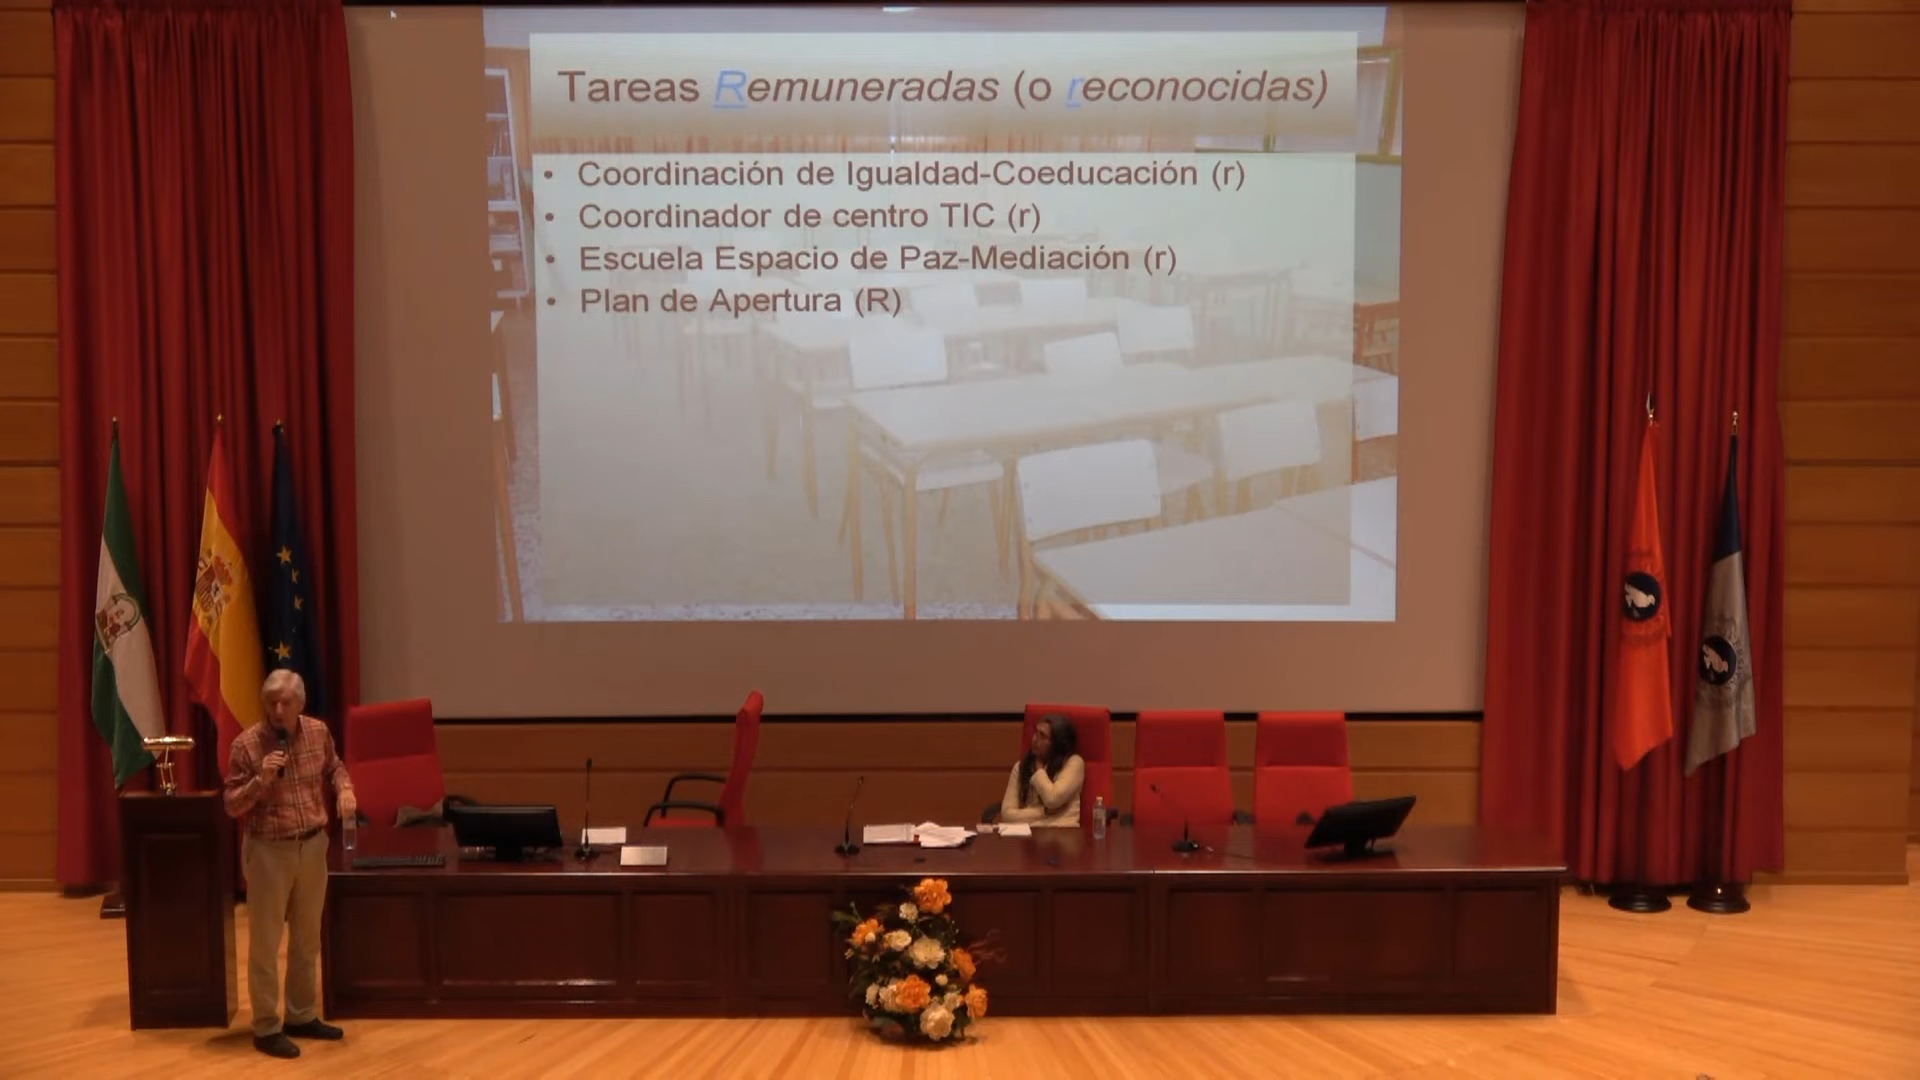 Tareas Remuneradas (o reconocidas)
• Coordinación de Igualdad-Coeducación (r)
• Coordinador de centro TIC (r)
• Escuela Espacio de Paz-Mediación (r)
• Plan de Apertura (R)